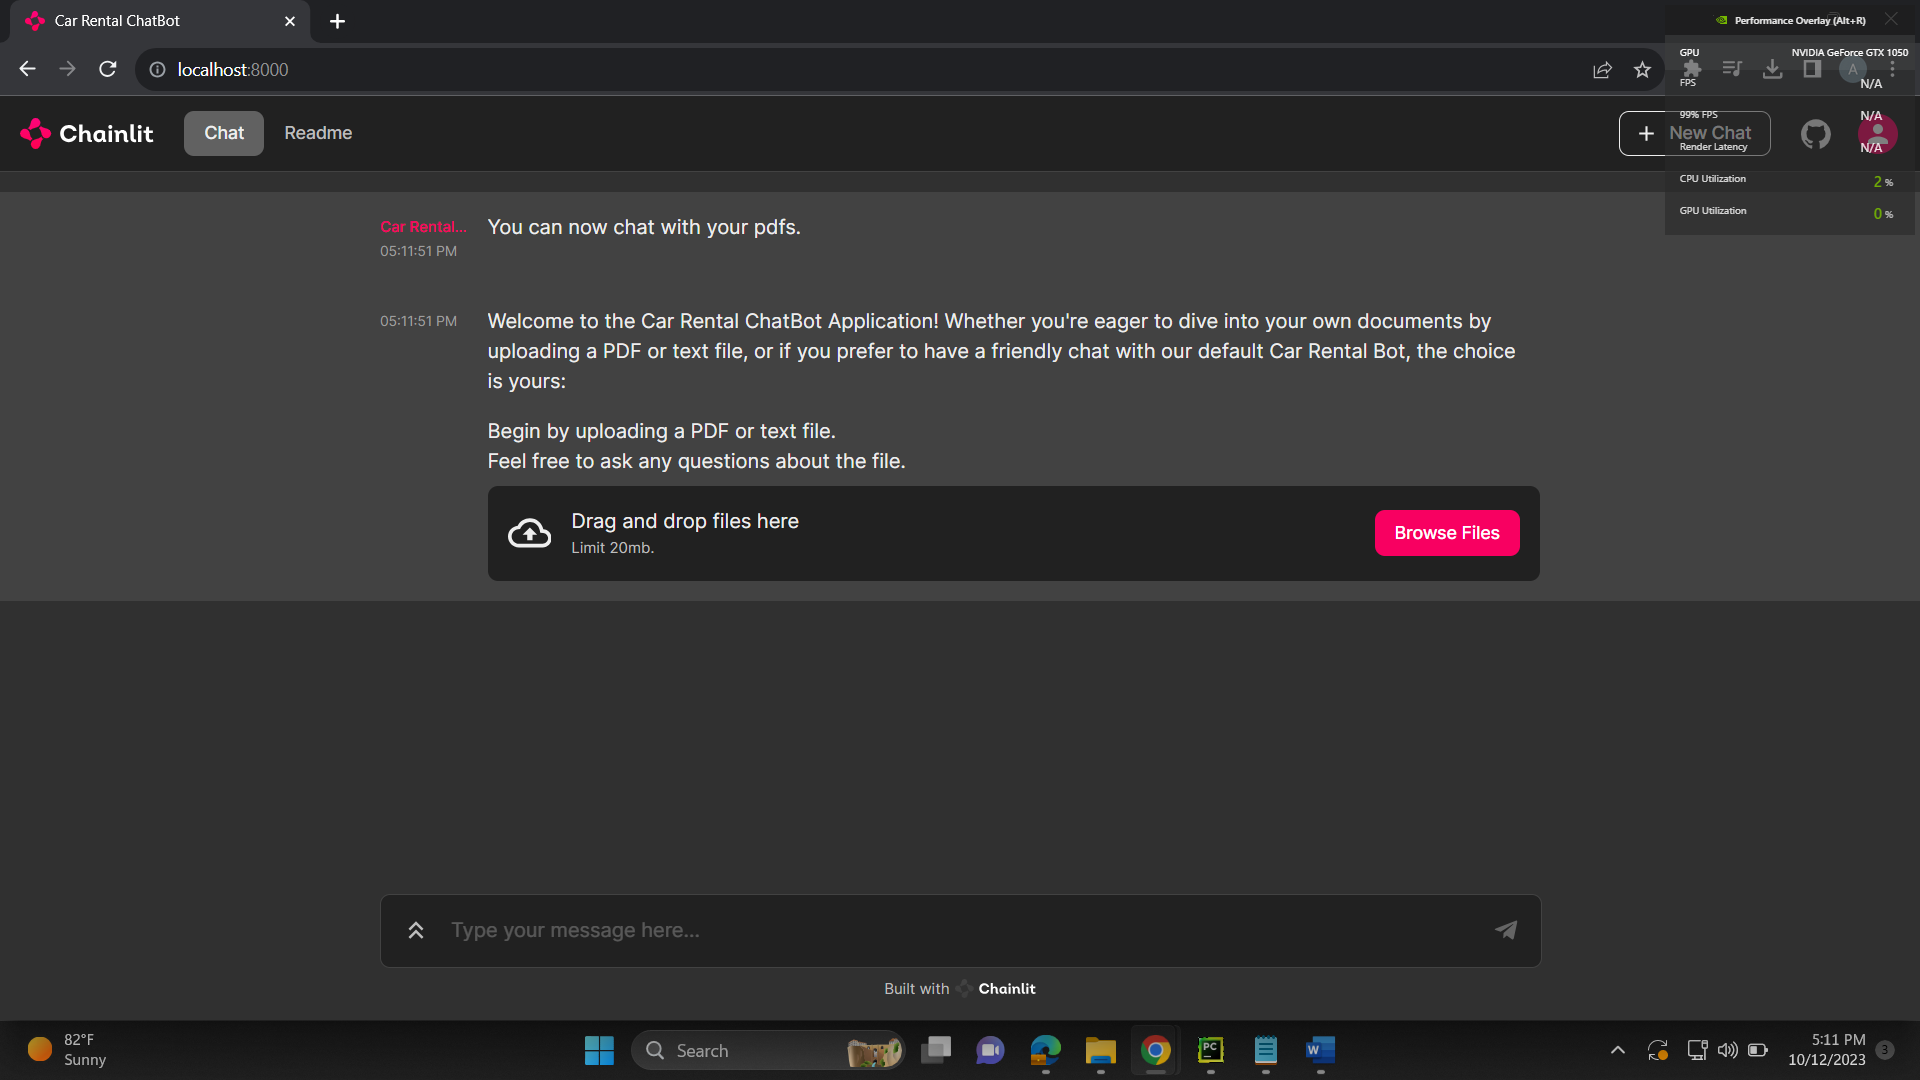 Car Rental ChatBot
Performance Overlay (Alt+R)
localhost:8000
GPU
NVIDIA GeForce GTX 1050
A
FPS
N/A
Chainlit
Chat
Readme
New Chat
99% FPS
N/A
Render Latency
N/A
CPU Utilization
2 %
GPU Utilization
0 %
Car Rental...
05:11:51 PM
You can now chat with your pdfs.
05:11:51 PM
Welcome to the Car Rental ChatBot Application! Whether you're eager to dive into your own documents by
uploading a PDF or text file, or if you prefer to have a friendly chat with our default Car Rental Bot, the choice
is yours:
Begin by uploading a PDF or text file.
Feel free to ask any questions about the file.
Drag and drop files here
Limit 20mb.
Browse Files
Type your message here...
Built with Chainlit
82°F
Sunny
Search
PC
W
5:11 PM
10/12/2023
3